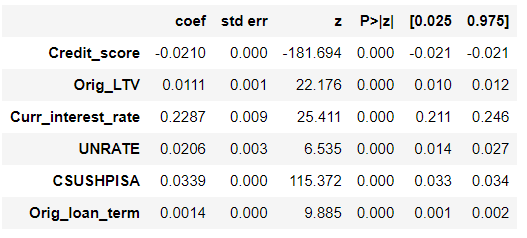 coef std err z P>|z| [0.025 0.975]
Credit_score -0.0210 0.000 -181.694 0.000 -0.021 -0.021
Orig_LTV 0.0111 0.001 22.176 0.000 0.010 0.012
Curr_interest_rate 0.2287 0.009 25.411 0.000 0.211 0.246
UNRATE 0.0206 0.003 6.535 0.000 0.014 0.027
CSUSHPISA 0.0339 0.000 115.372 0.000 0.033 0.034
Orig_loan_term 0.0014 0.000 9.885 0.000 0.001 0.002